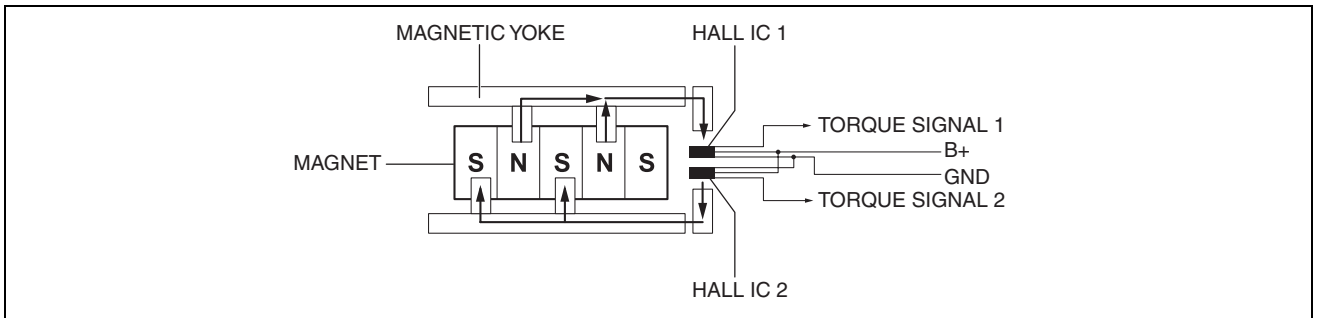 MAGNETIC YOKE
HALL IC 1
TORQUE SIGNAL 1
B+
MAGNET
S N S N S
GND
TORQUE SIGNAL 2
HALL IC 2